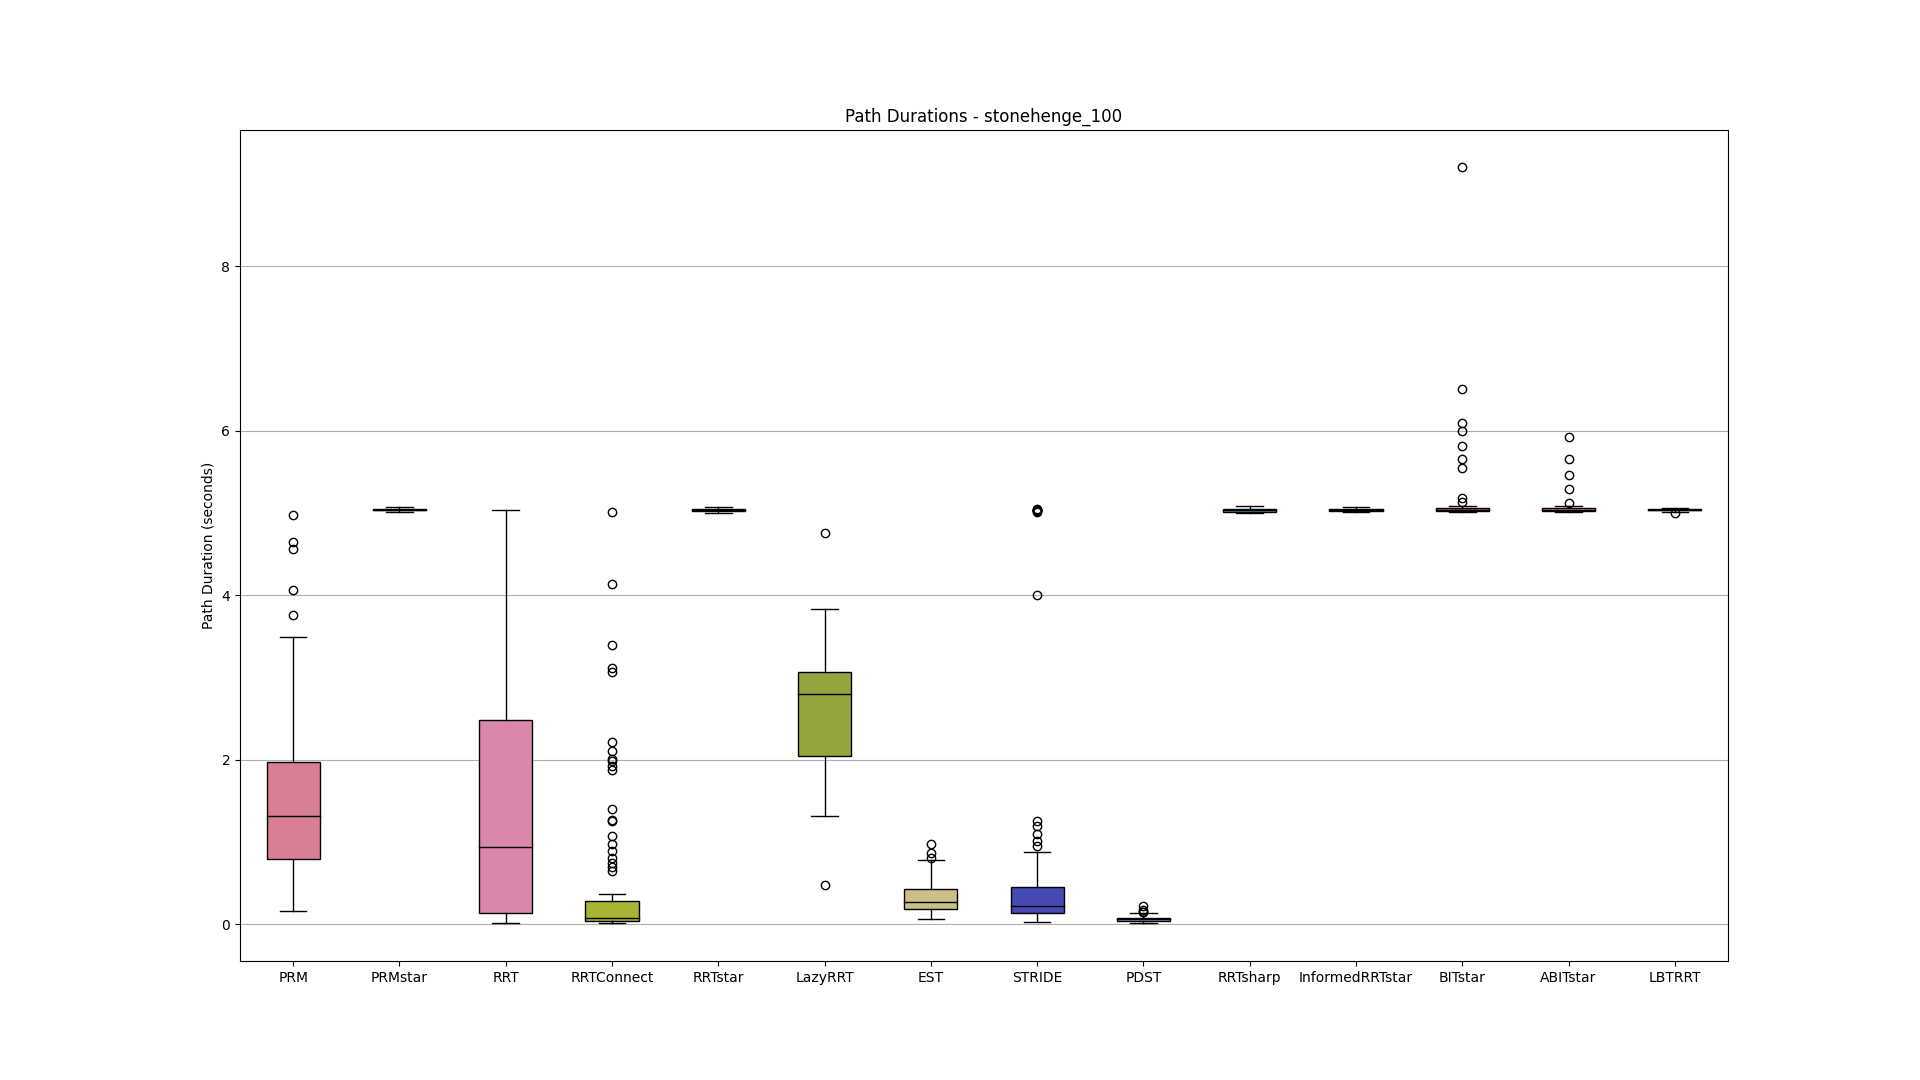 Path Durations - stonehenge_100
Path Duration (seconds)
8
6
4
2
0
PRM PRMstar RRT RRTConnect RRTstar LazyRRT EST STRIDE PDST RRTsharp InformedRRTstar BITstar ABITstar LBTRRT